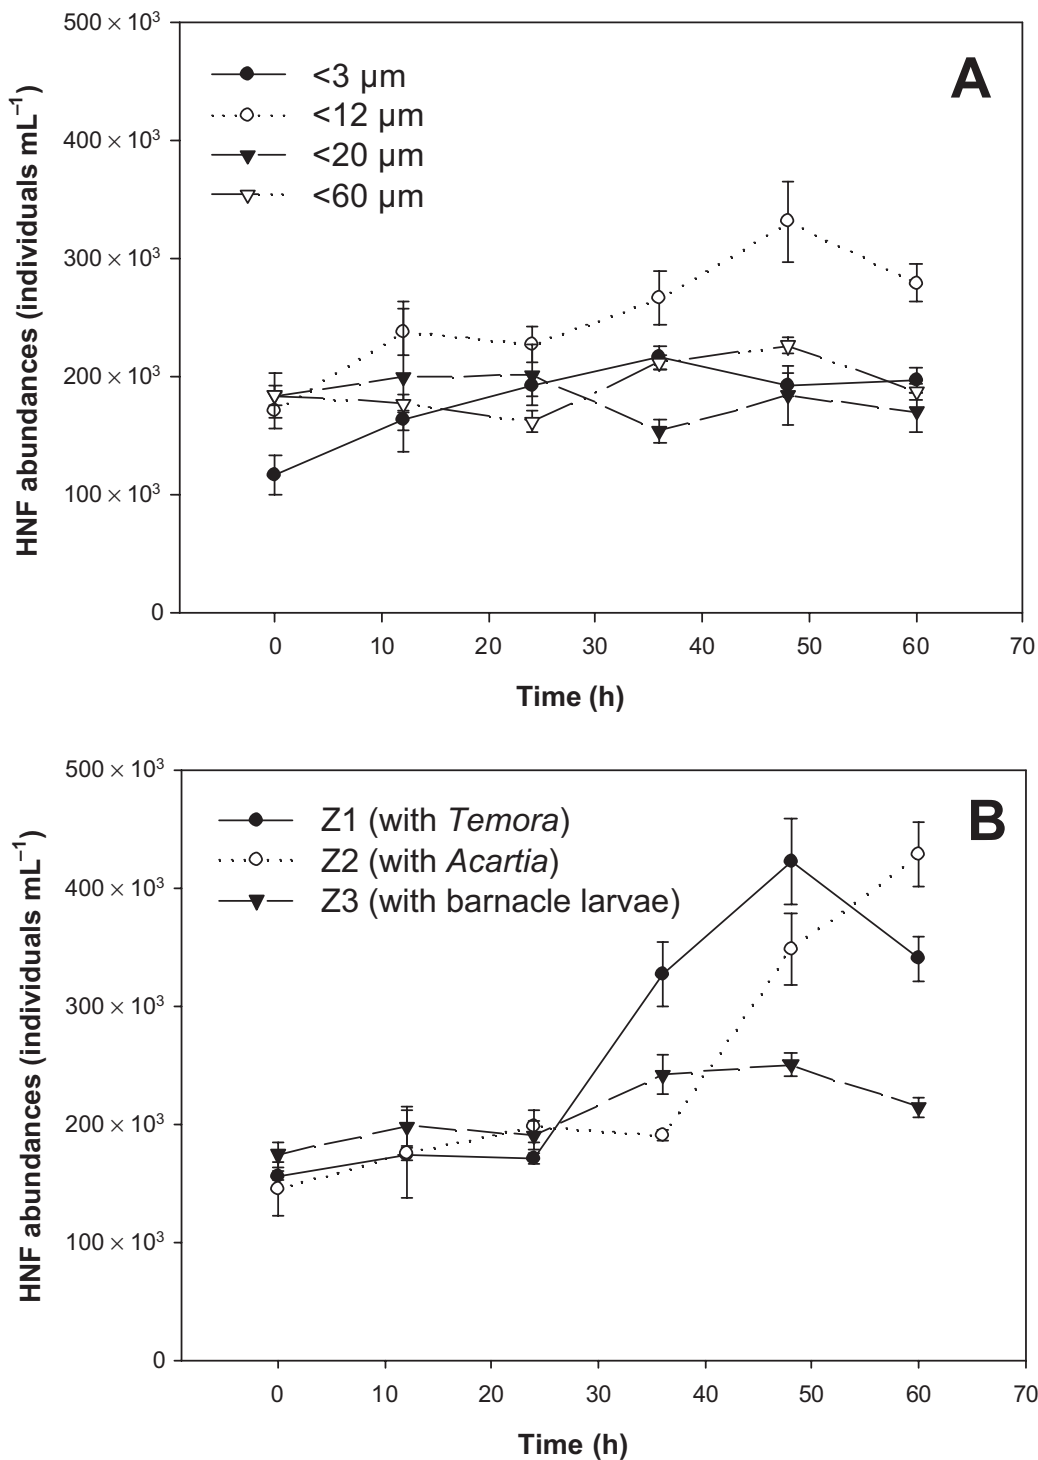 500 × 10³
A
<3 µm
<12 µm
400 × 10³
<20 µm
<60 µm
300 × 10³
200 × 10³
100 × 10³
0
HNF abundances (individuals mL⁻¹)
0 10 20 30 40 50 60 70
Time (h)
500 × 10³
B
Z1 (with Temora)
Z2 (with Acartia)
400 × 10³
Z3 (with barnacle larvae)
300 × 10³
200 × 10³
100 × 10³
0
HNF abundances (individuals mL⁻¹)
0 10 20 30 40 50 60 70
Time (h)